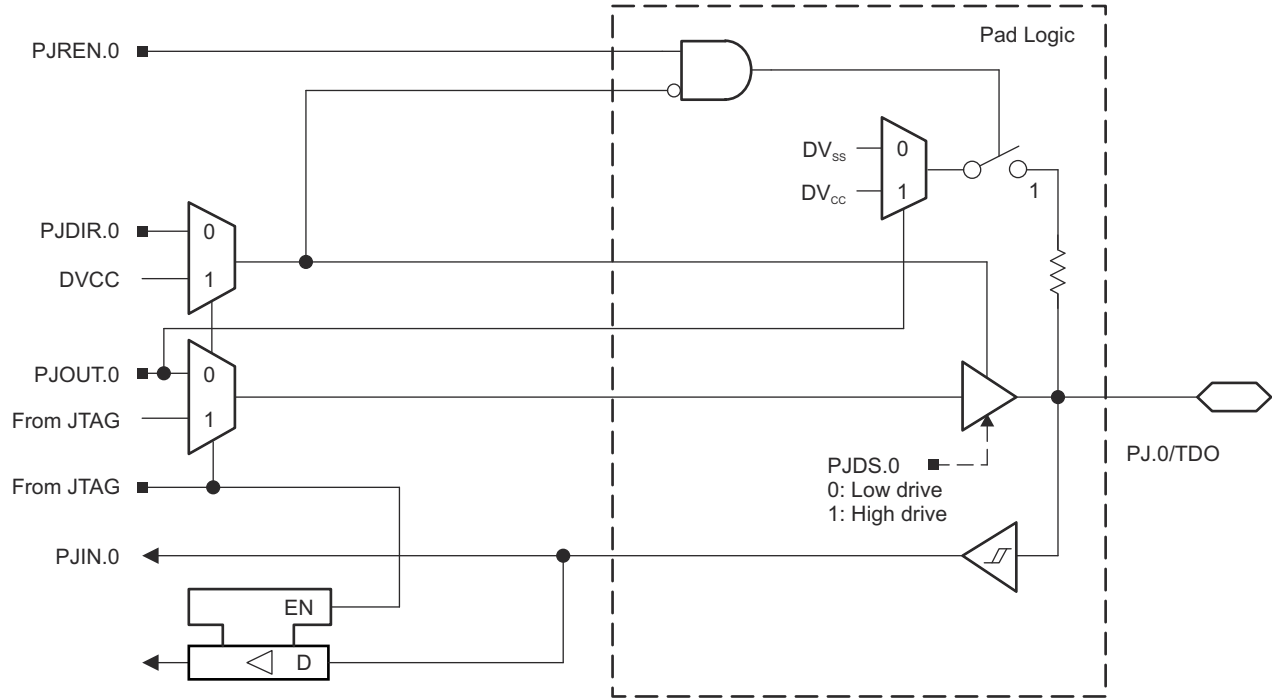 Pad Logic
PJREN.0
DVSS
0
DVCC
1
1
PJDIR.0
0
DVCC
1
PJOUT.0
0
From JTAG
1
From JTAG
PJDS.0
0: Low drive
1: High drive
PJ.0/TDO
PJIN.0
EN
D